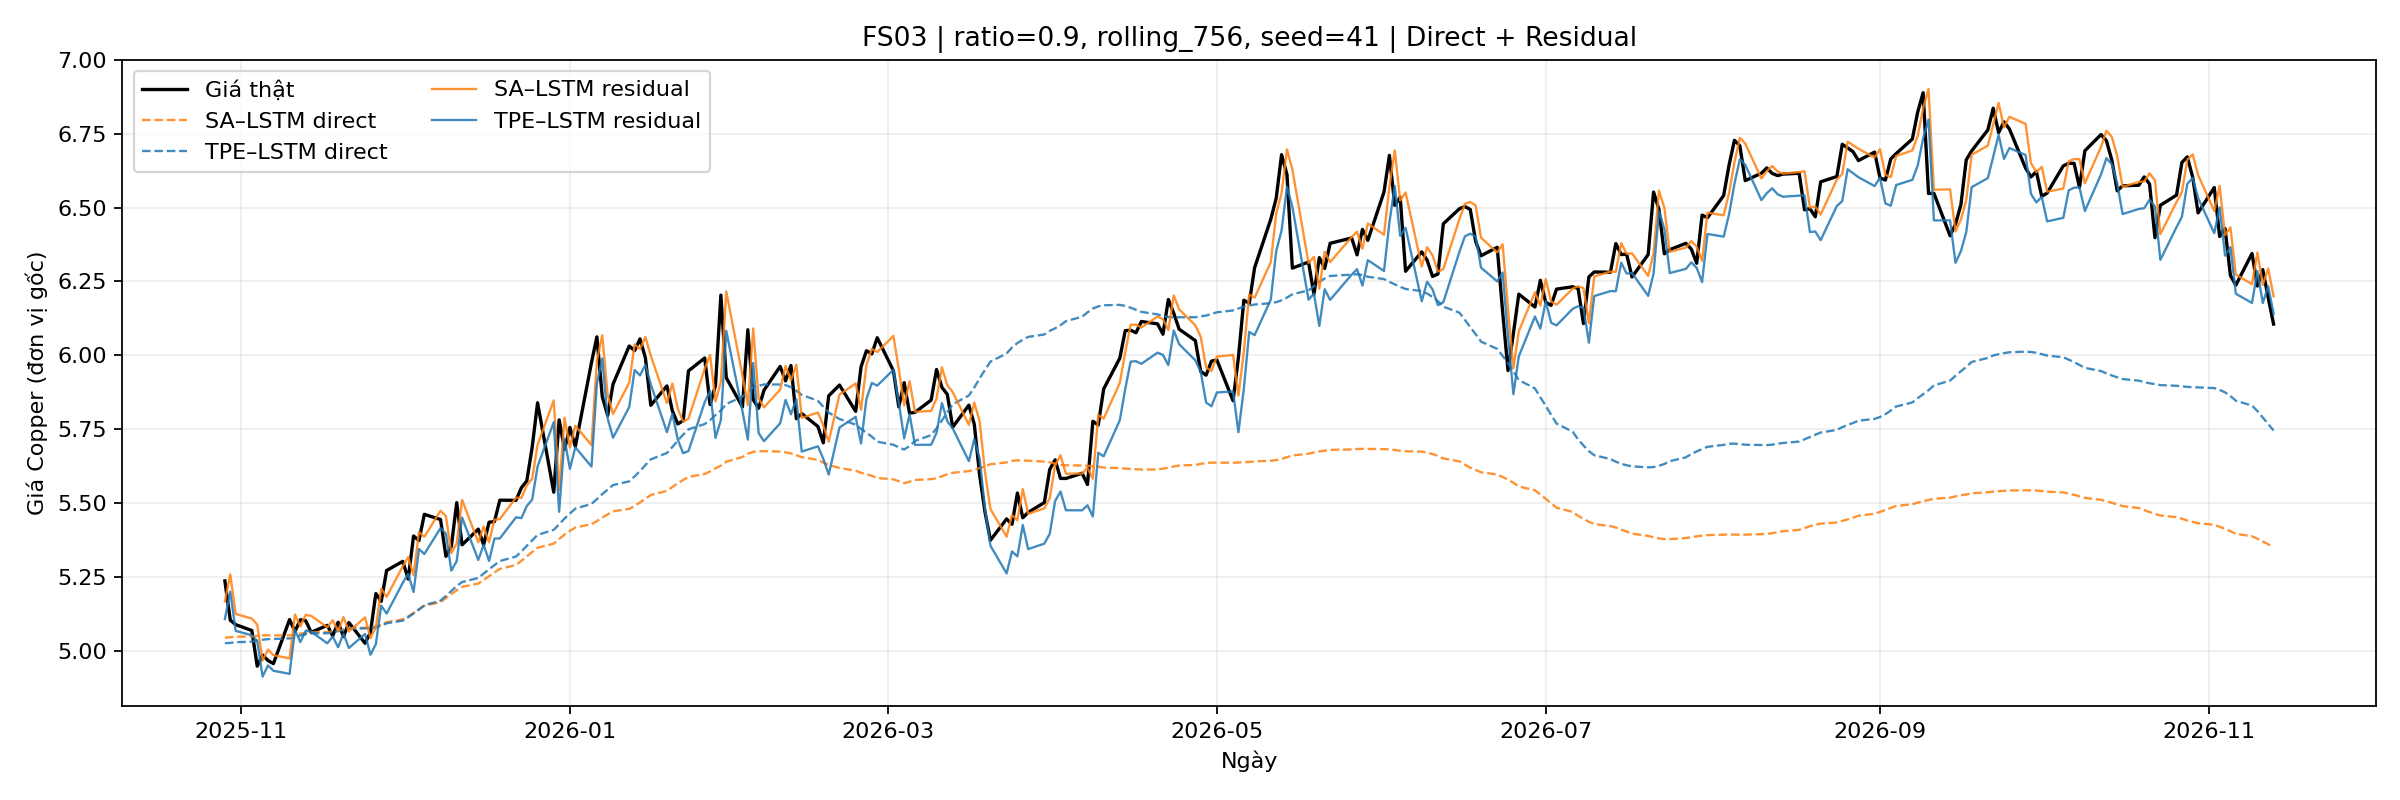 FS03 | ratio=0.9, rolling_756, seed=41 | Direct + Residual
Giá thật
SA–LSTM direct
TPE–LSTM direct
SA–LSTM residual
TPE–LSTM residual
Giá Copper (đơn vị gốc)
7.00
6.75
6.50
6.25
6.00
5.75
5.50
5.25
5.00
2025-11
2026-01
2026-03
2026-05
2026-07
2026-09
2026-11
Ngày